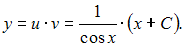 y = u · v = 1/cos x · (x + C).